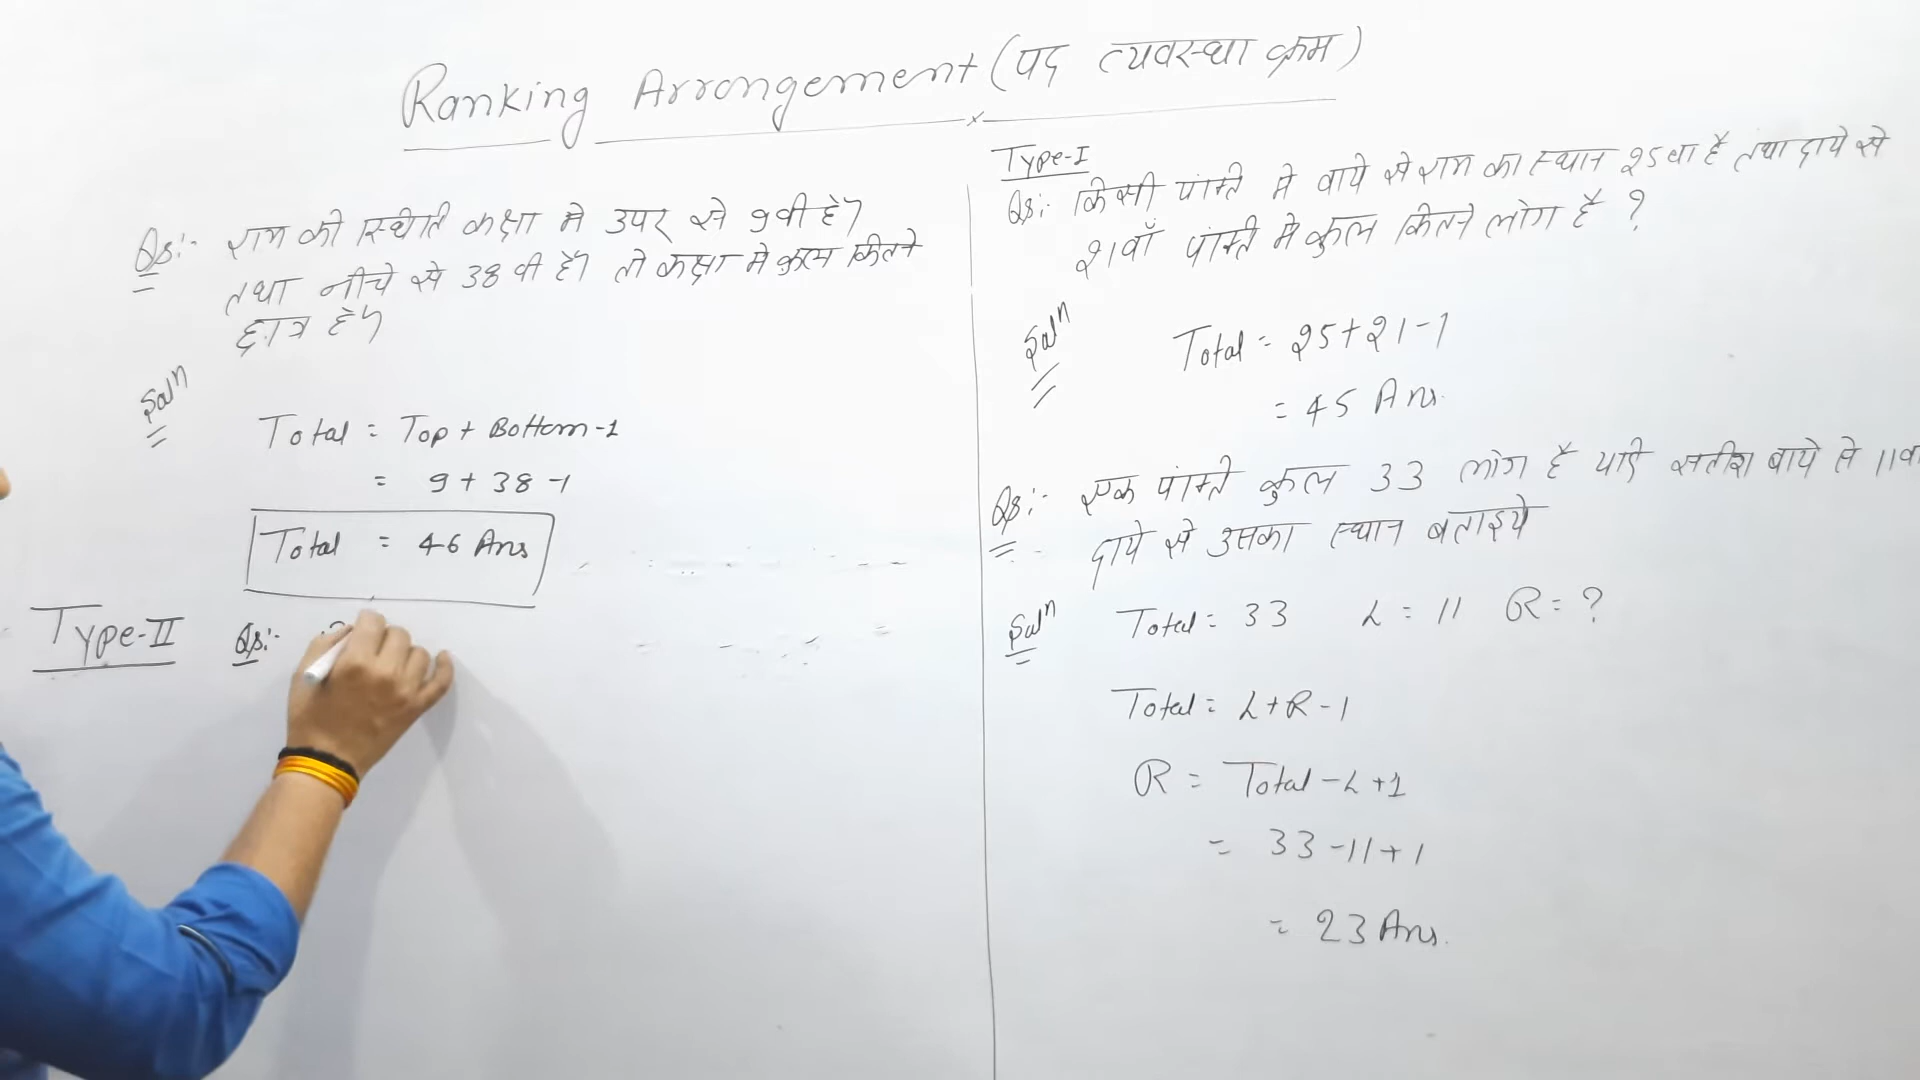 Ranking Arrangement (पद व्यवस्था क्रम)
Qs:- राम की स्थिति कक्षा मे उपर से 9वी है।
तथा नीचे से 38 वी है। तो कक्षा मे कुल कितने
छात्र है।
Solⁿ
Total = Top + Bottom - 1
= 9 + 38 - 1
Total = 46 Ans
Type-II Qs:-
Type-I
Qs:- किसी पंक्ति मे बाये से राम का स्थान 25वा है तथा दाये से
21वाँ पंक्ति मे कुल कितने लोग है ?
Solⁿ
Total = 25+21-1
= 45 Ans.
Qs:- एक पंक्ति कुल 33 लोग है यदि सतीश बाये से 11वा
दाये से उसका स्थान बताइये
Solⁿ Total = 33 L = 11 R = ?
Total = L+R-1
R = Total - L + 1
= 33 - 11 + 1
= 23 Ans.